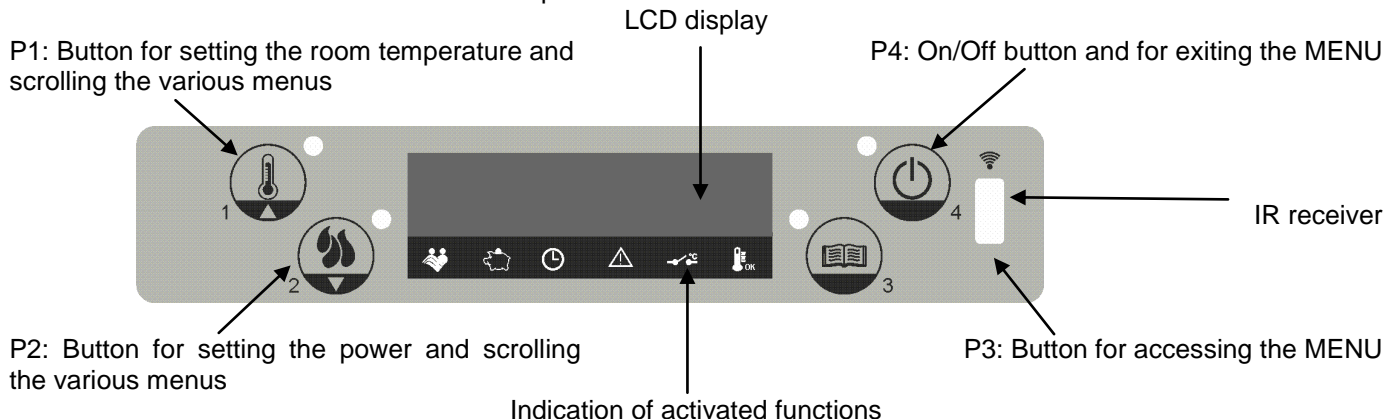 LCD display
P1: Button for setting the room temperature and
scrolling the various menus
P4: On/Off button and for exiting the MENU
1
4
°C
OK
2
3
IR receiver
P2: Button for setting the power and scrolling
the various menus
P3: Button for accessing the MENU
Indication of activated functions